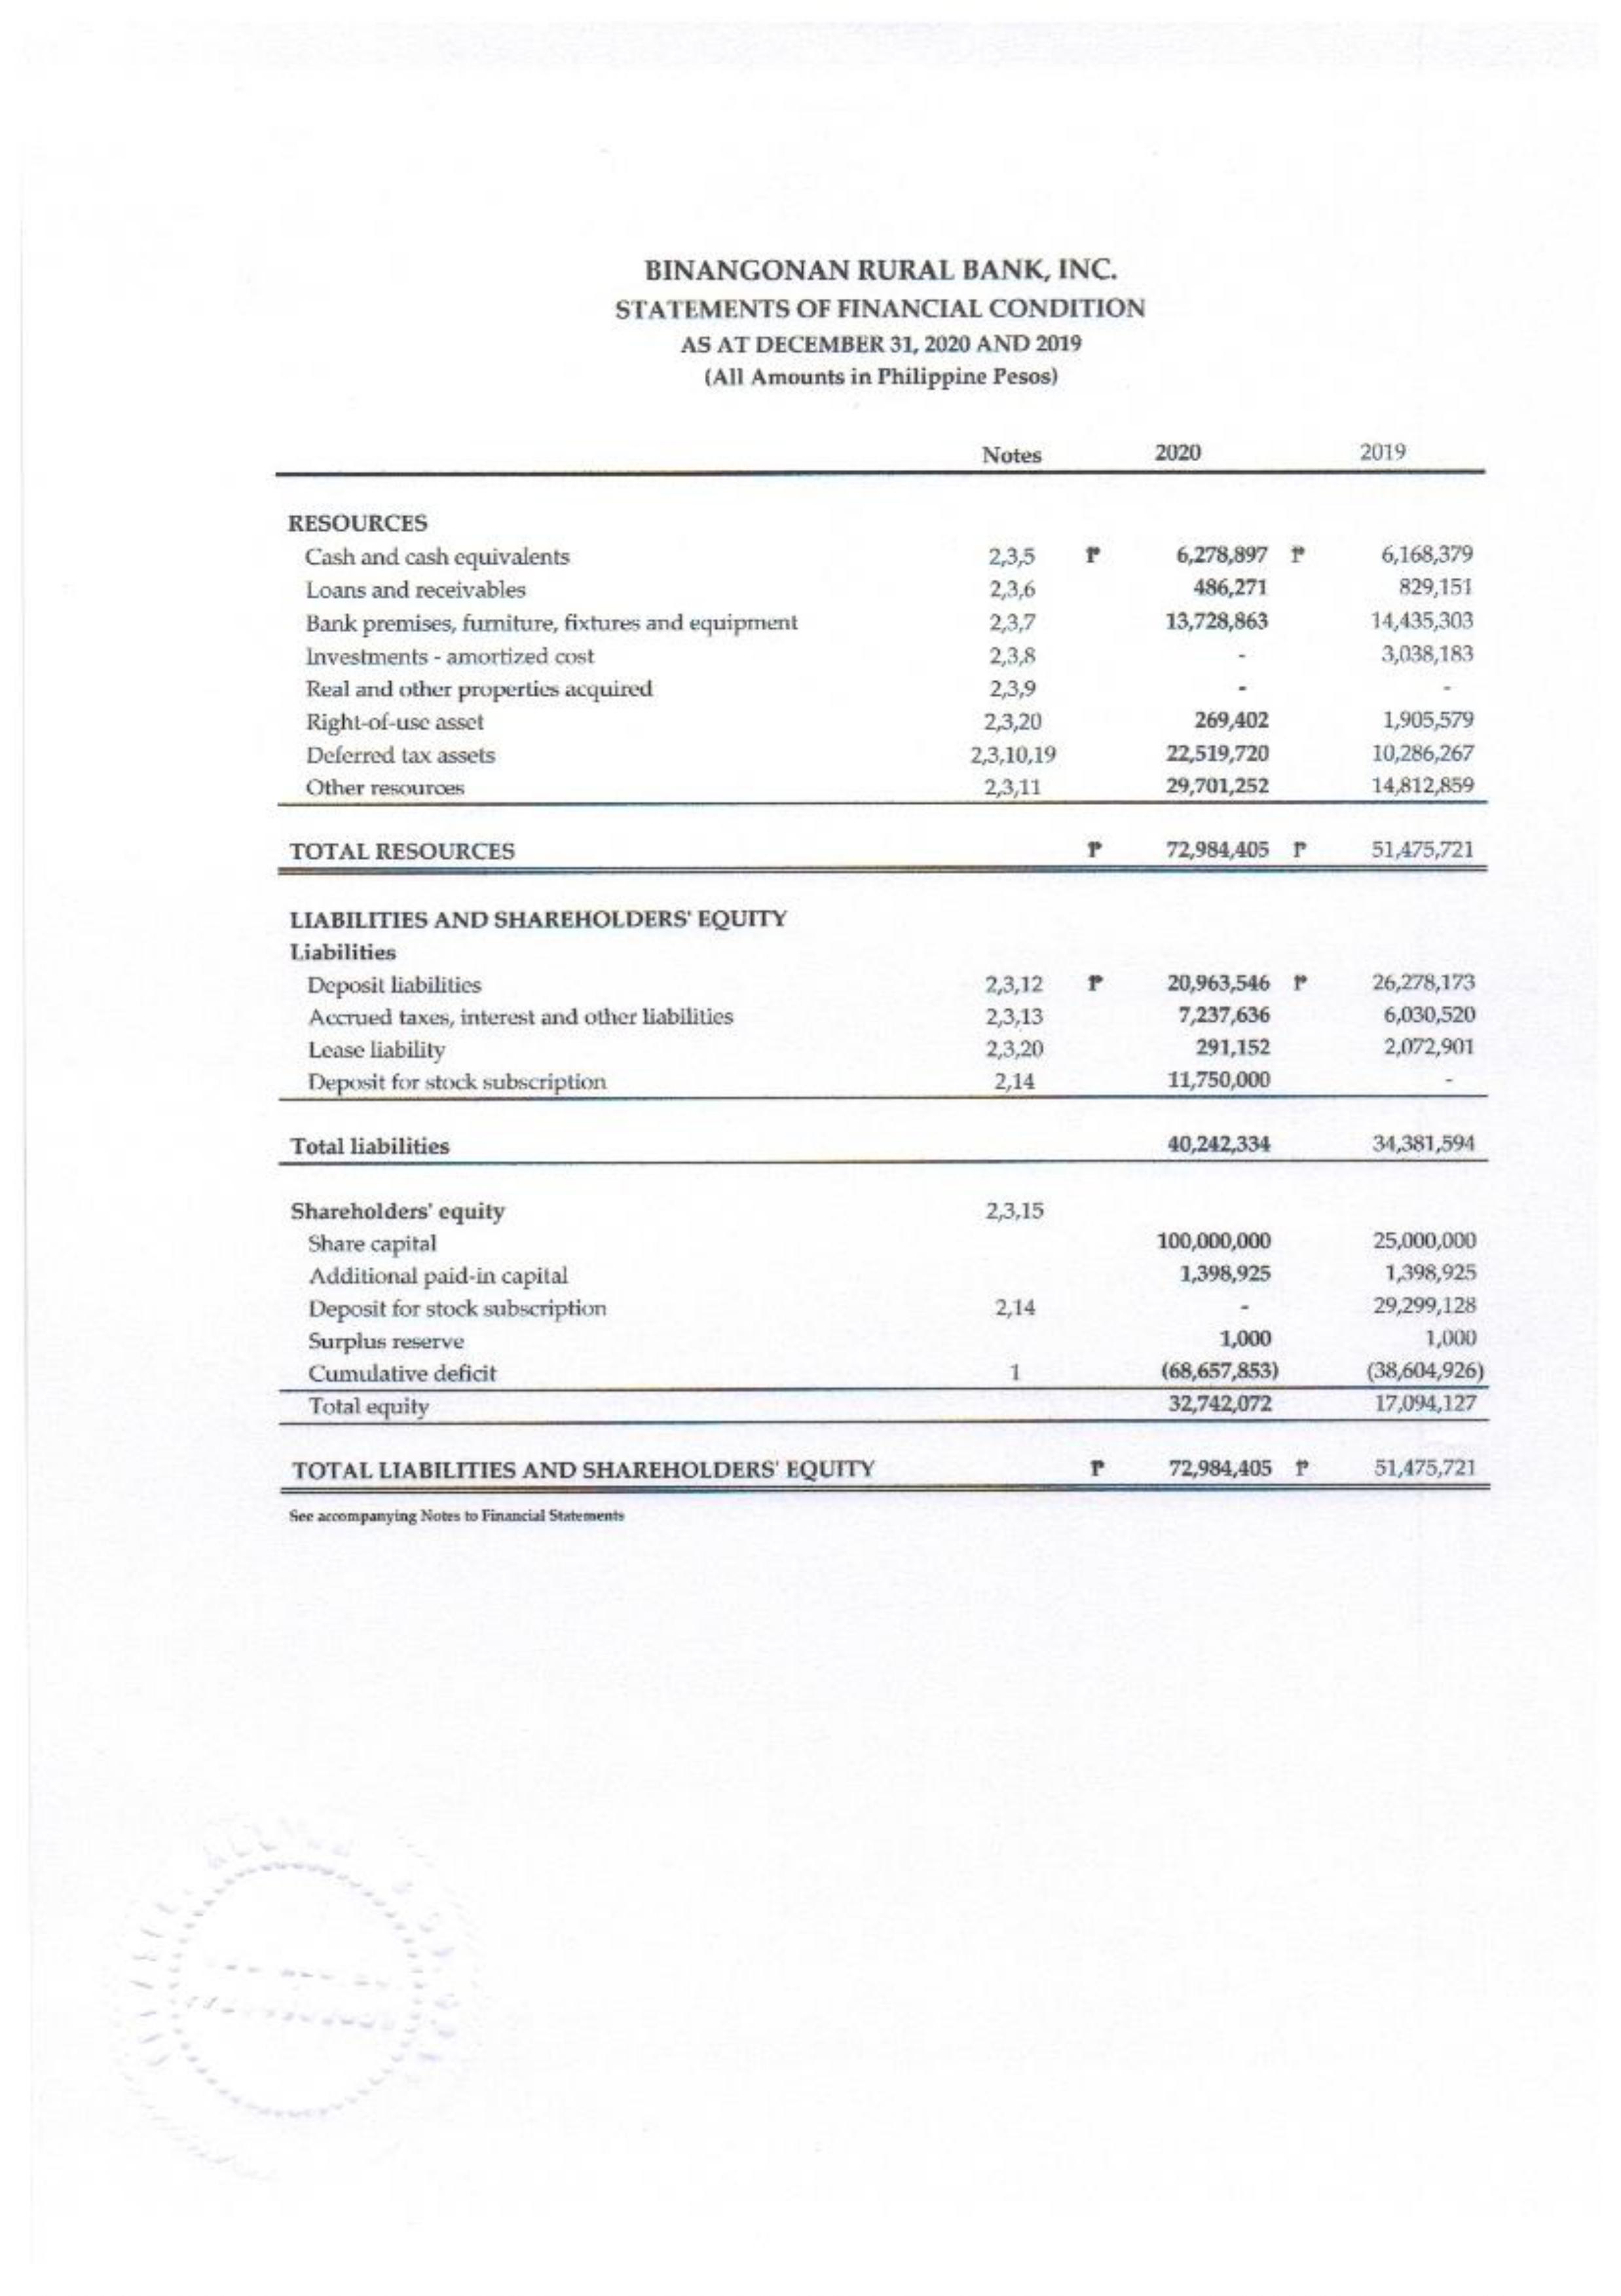 BINANGONAN RURAL BANK, INC.
STATEMENTS OF FINANCIAL CONDITION
AS AT DECEMBER 31, 2020 AND 2019
(All Amounts in Philippine Pesos)
Notes 2020 2019
RESOURCES
Cash and cash equivalents 2,3,5 ₱ 6,278,897 ₱ 6,168,379
Loans and receivables 2,3,6 486,271 829,151
Bank premises, furniture, fixtures and equipment 2,3,7 13,728,863 14,435,303
Investments - amortized cost 2,3,8 - 3,038,183
Real and other properties acquired 2,3,9 - -
Right-of-use asset 2,3,20 269,402 1,905,579
Deferred tax assets 2,3,10,19 22,519,720 10,286,267
Other resources 2,3,11 29,701,252 14,812,859
TOTAL RESOURCES ₱ 72,984,405 ₱ 51,475,721
LIABILITIES AND SHAREHOLDERS' EQUITY
Liabilities
Deposit liabilities 2,3,12 ₱ 20,963,546 ₱ 26,278,173
Accrued taxes, interest and other liabilities 2,3,13 7,237,636 6,030,520
Lease liability 2,3,20 291,152 2,072,901
Deposit for stock subscription 2,14 11,750,000 -
Total liabilities 40,242,334 34,381,594
Shareholders' equity 2,3,15
Share capital 100,000,000 25,000,000
Additional paid-in capital 1,398,925 1,398,925
Deposit for stock subscription 2,14 - 29,299,128
Surplus reserve 1,000 1,000
Cumulative deficit 1 (68,657,853) (38,604,926)
Total equity 32,742,072 17,094,127
TOTAL LIABILITIES AND SHAREHOLDERS' EQUITY ₱ 72,984,405 ₱ 51,475,721
See accompanying Notes to Financial Statements